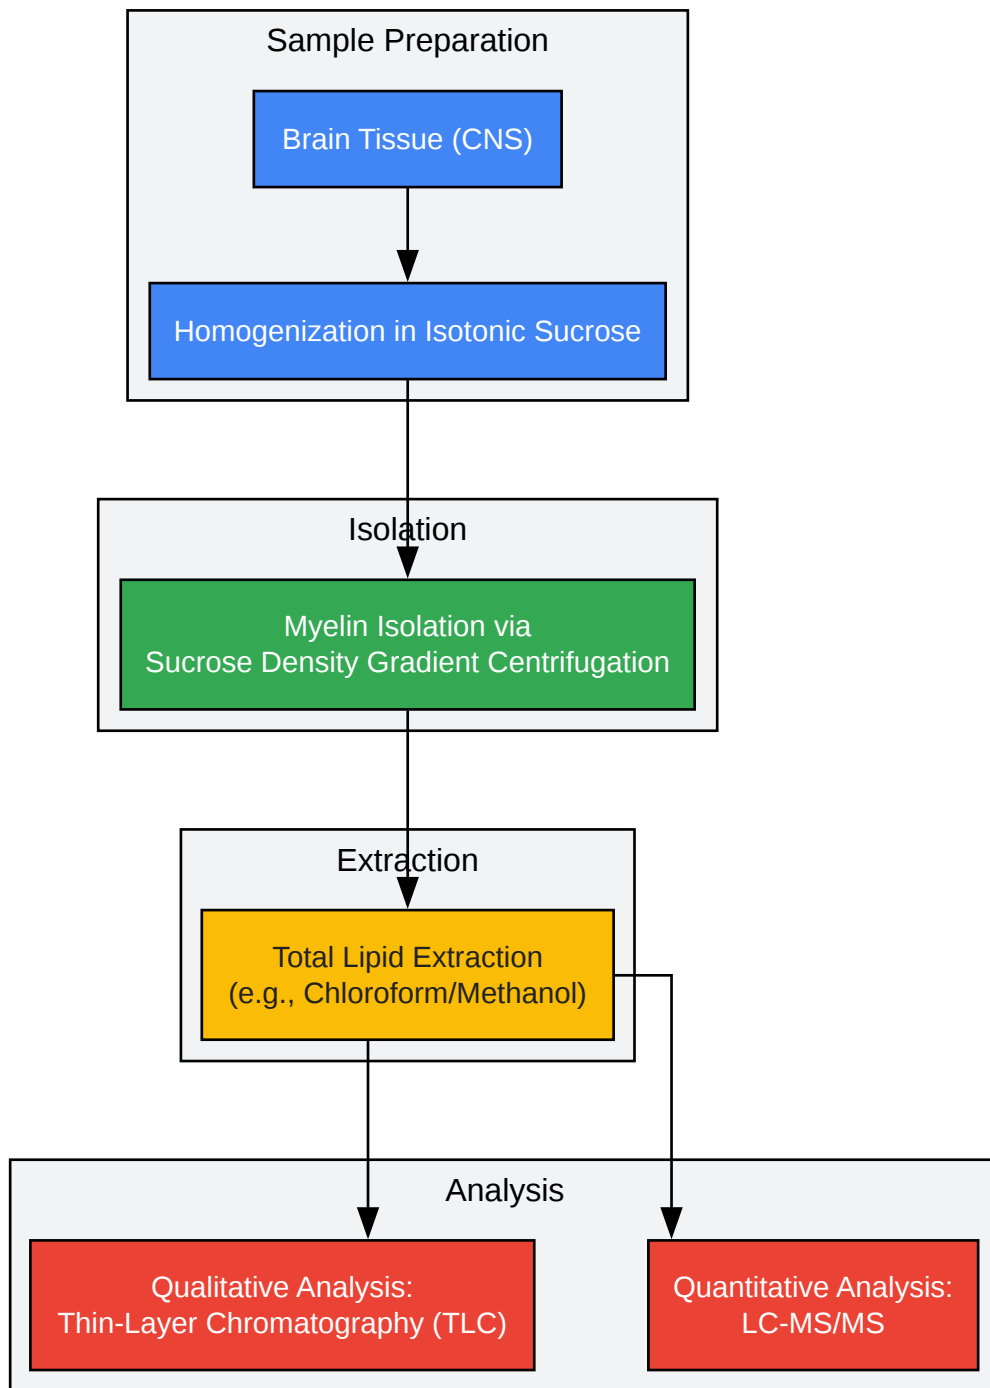 Sample Preparation
Brain Tissue (CNS)
Homogenization in Isotonic Sucrose
Isolation
Myelin Isolation via
Sucrose Density Gradient Centrifugation
Extraction
Total Lipid Extraction
(e.g., Chloroform/Methanol)
Analysis
Qualitative Analysis:
Thin-Layer Chromatography (TLC)
Quantitative Analysis:
LC-MS/MS